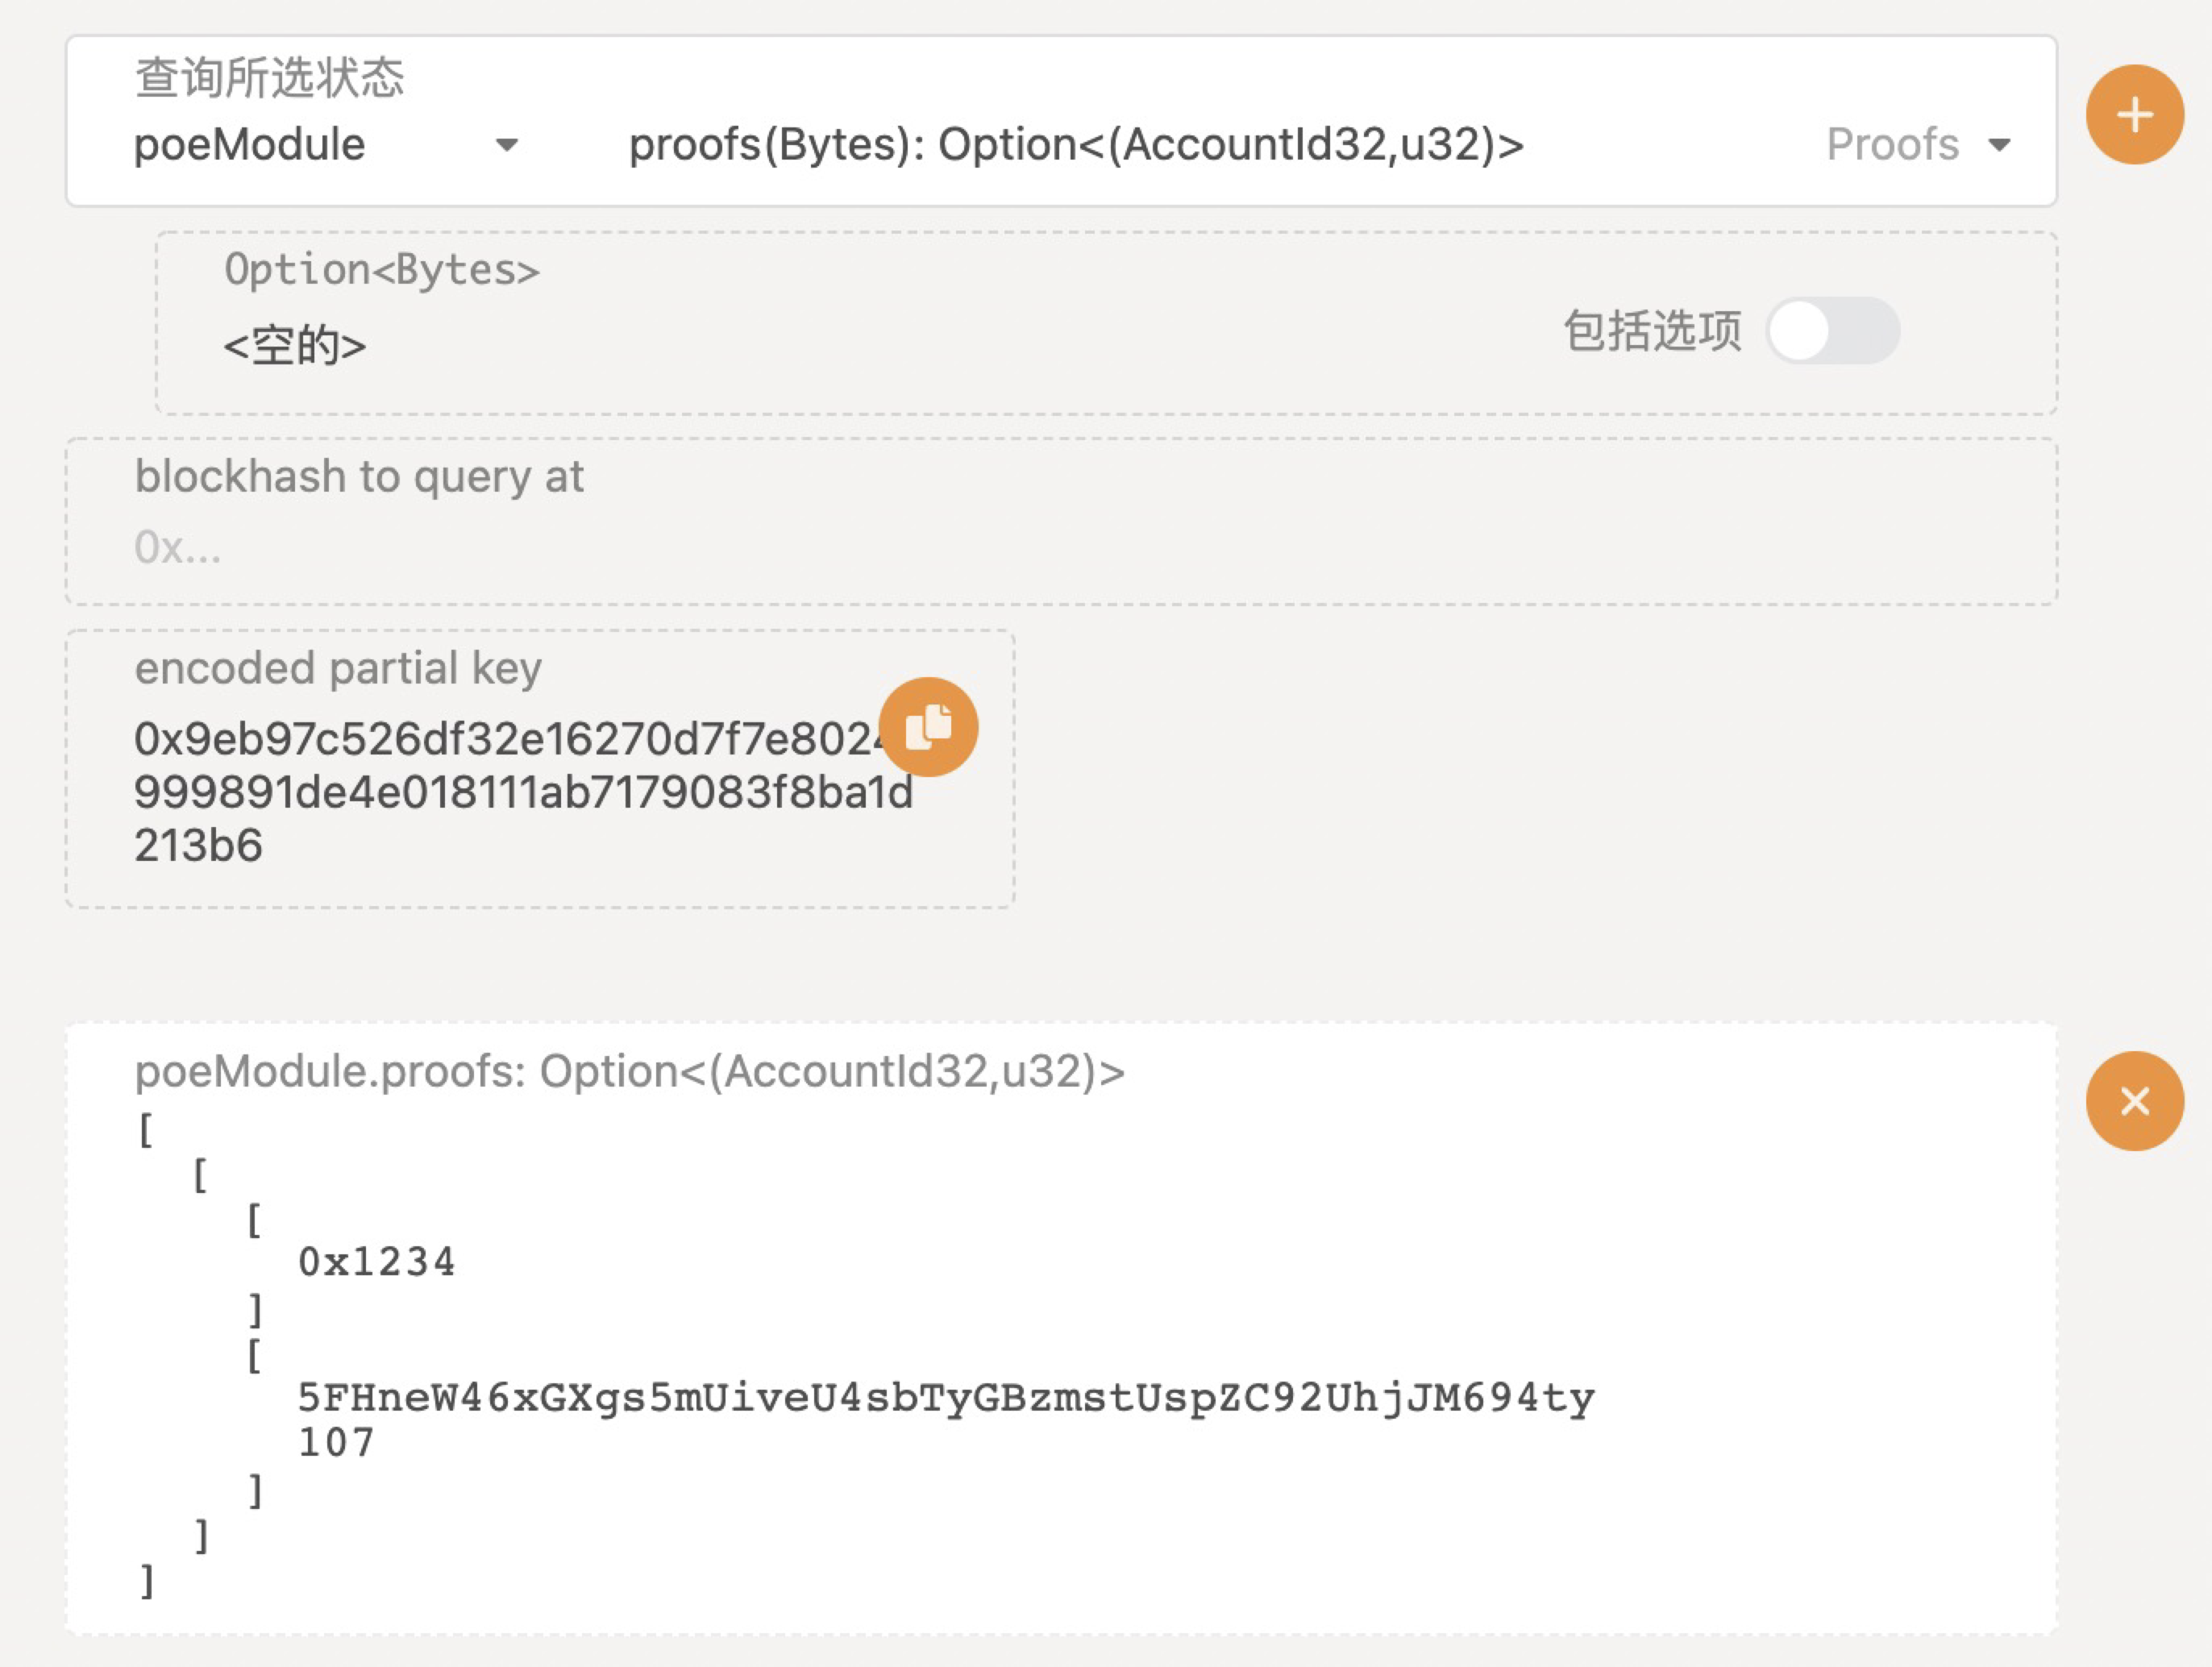 查询所选状态
poeModule
proofs(Bytes): Option<(AccountId32,u32)>
Proofs
Option<Bytes>
<空的>
包括选项
blockhash to query at
0x...
encoded partial key
0x9eb97c526df32e16270d7f7e802
999891de4e018111ab7179083f8ba1d
213b6
poeModule.proofs: Option<(AccountId32,u32)>
[
[
[
0x1234
]
[
5FHneW46xGXgs5mUiveU4sbTyGBzmstUspZC92UhjJM694ty
107
]
]
]